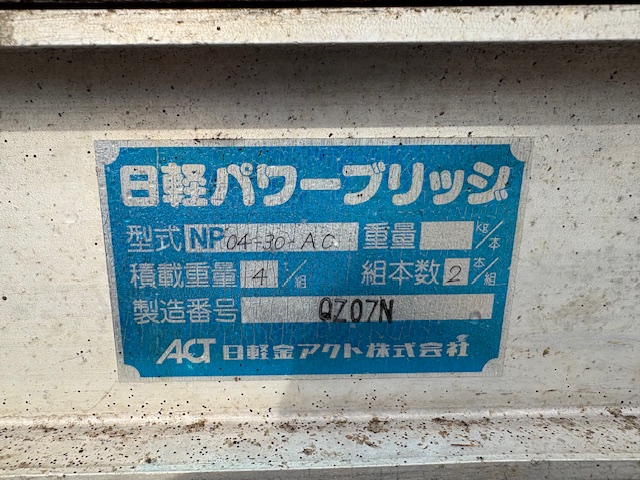 日軽パワーブリッジ
型式 NP04-30-AC 重量 kg/本
積載重量 4 t/組 組本数 2 本/組
製造番号 QZ07N
ACT 日軽金アクト株式会社